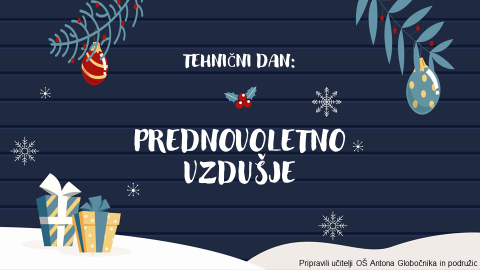 TEHNIČNI DAN:
PREDNOVOLETNO
VZDUŠJE
Pripravili učitelji OŠ Antona Globočnika in podružic